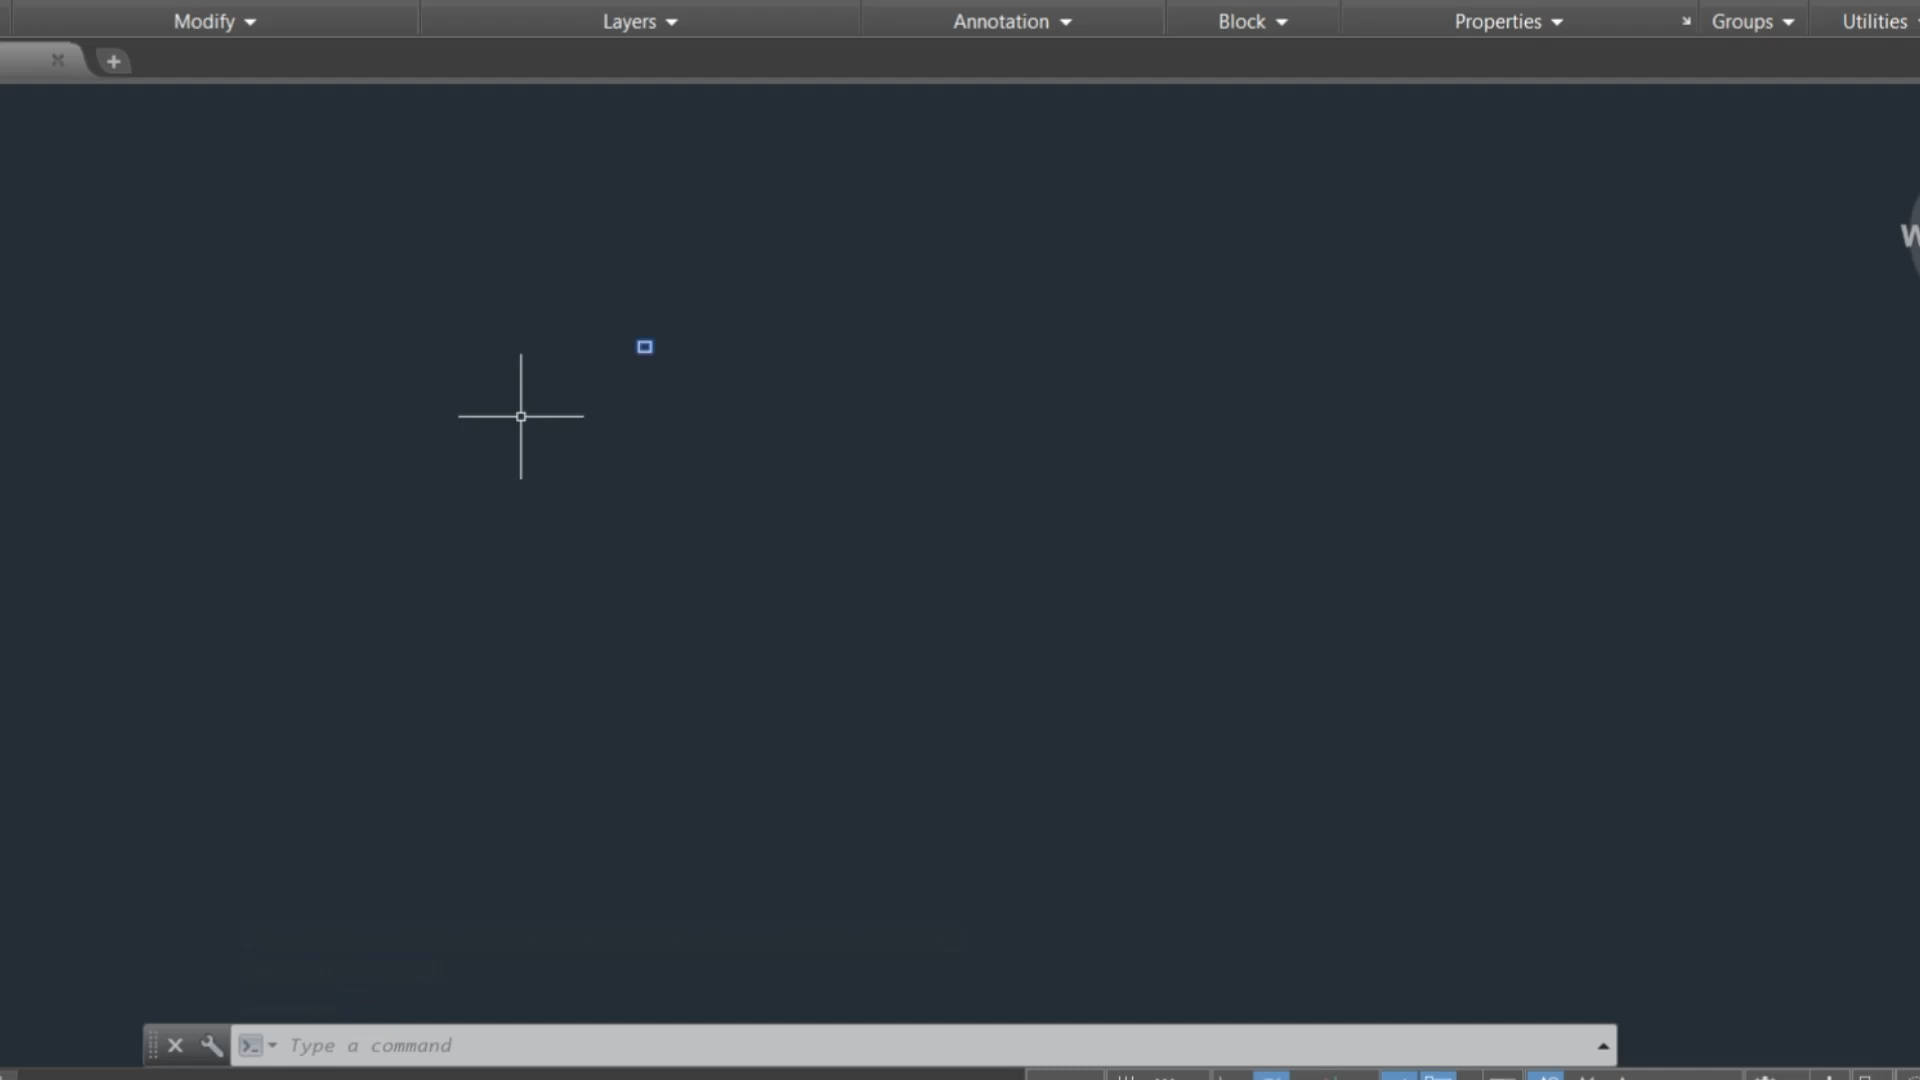 Modify Layers Annotation Block Properties Groups Utilities
W
Type a command